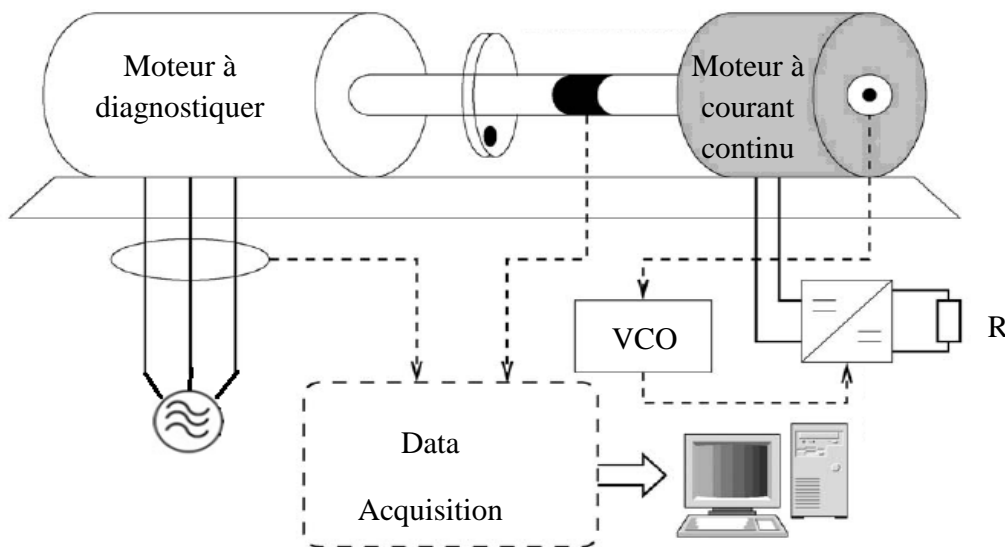 Moteur à
diagnostiquer
Moteur à
courant
continu
VCO
R
Data
Acquisition